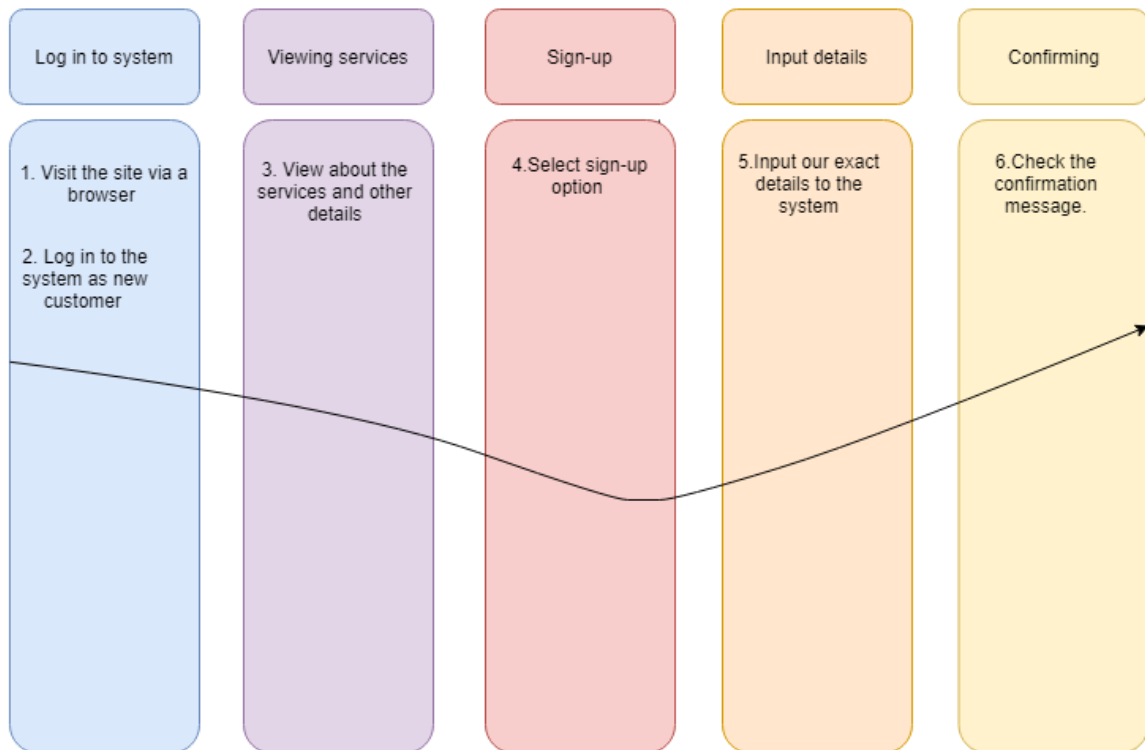 Log in to system
Viewing services
Sign-up
Input details
Confirming
1. Visit the site via a
browser
2. Log in to the
system as new
customer
3. View about the
services and other
details
4.Select sign-up
option
5.Input our exact
details to the
system
6.Check the
confirmation
message.